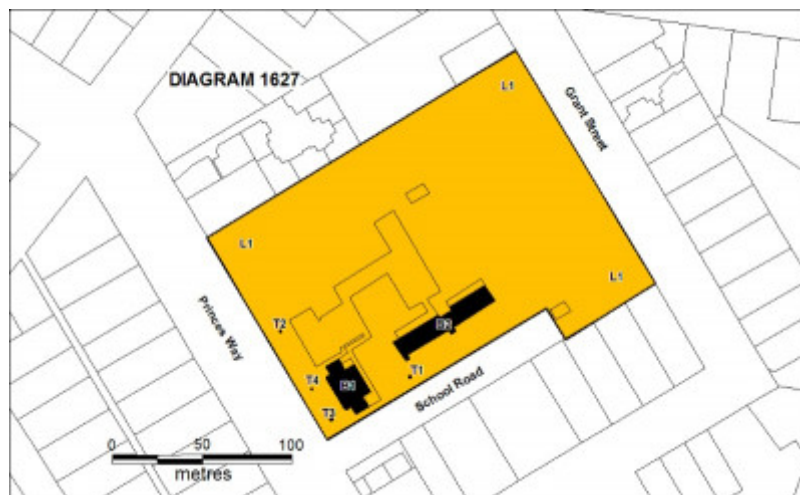 DIAGRAM 1627
L1
Grant Street
L1
L1
Princes Way
T2
B2
T4
T1
School Road
T3
0 50 100
metres